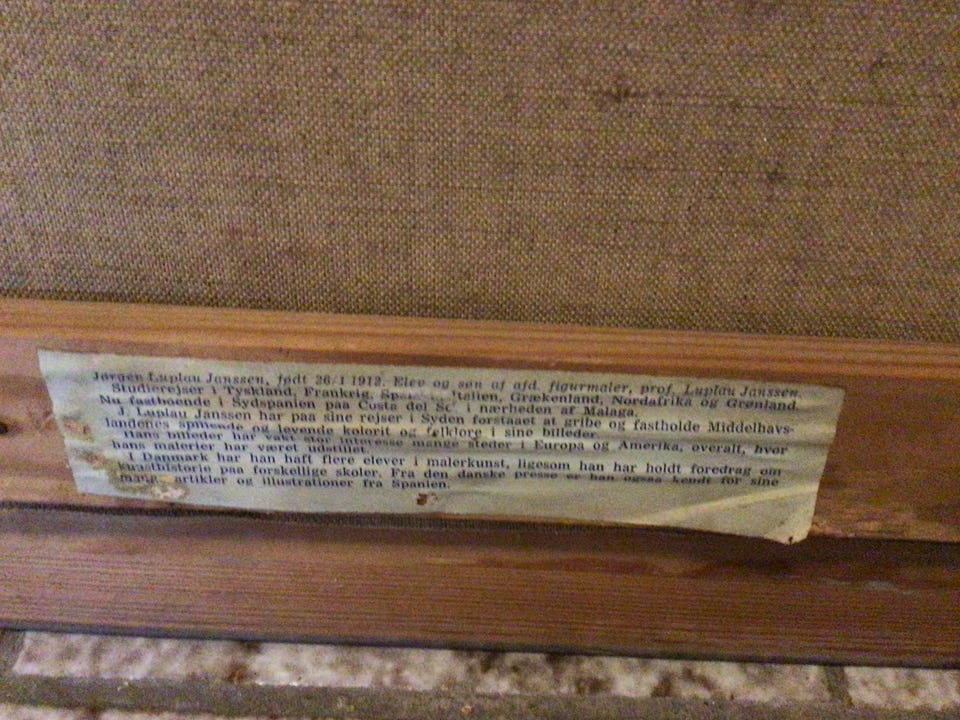 Jørgen Luplau Janssen, født 26/1 1912. Elev og søn af afd. figurmaler, prof. Luplau Janssen.
Studierejser i Tyskland, Frankrig, Italien, Grækenland, Nordafrika og Grønland.
Nu fastboende i Sydspanien paa Costa del i nærheden af Malaga.
J. Luplau Janssen har paa sine rejser i Syden forstaaet at gribe og fastholde Middelhavs-
landenes spillende og levende kolorit og folklore i sine billeder.
Hans billeder har vakt stor interesse mange steder i Europa og Amerika, overalt, hvor
hans malerier har været udstillet.
I Danmark har han haft flere elever i malerkunst, ligesom han har holdt foredrag om
kunsthistorie paa forskellige skoler. Fra den danske presse er han ogsaa kendt for sine
mange artikler og illustrationer fra Spanien.